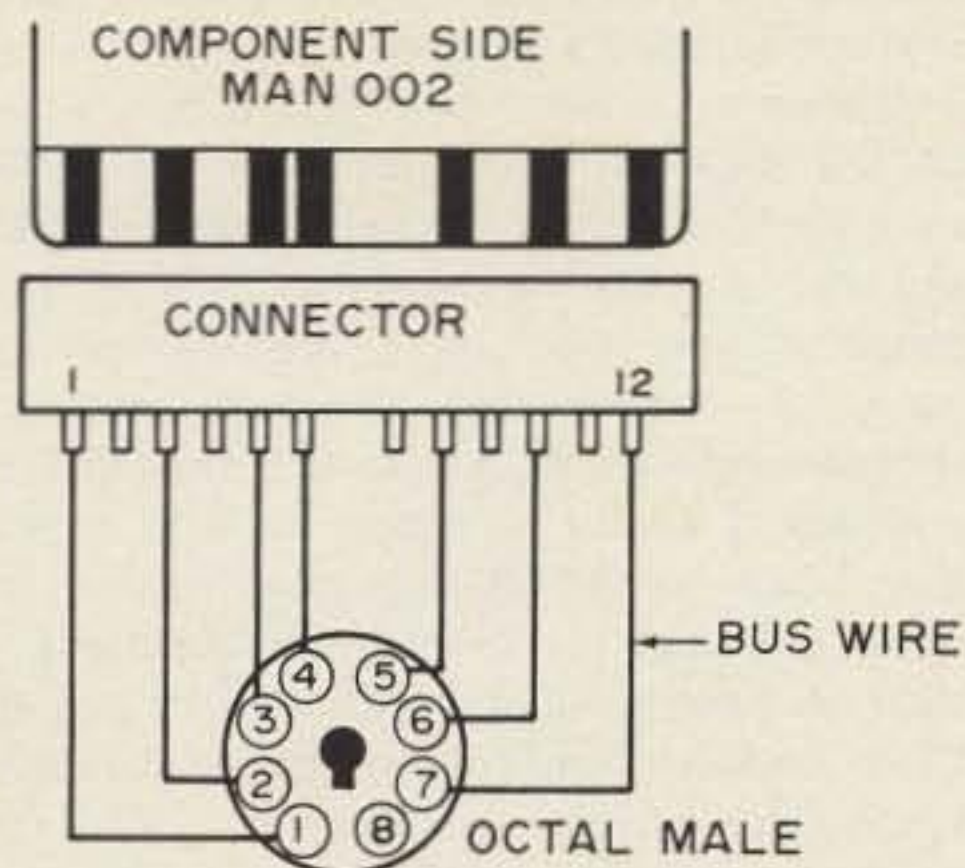 COMPONENT SIDE
MAN 002
CONNECTOR
1 12
BUS WIRE
4 5
3 6
2 7
1 8
OCTAL MALE